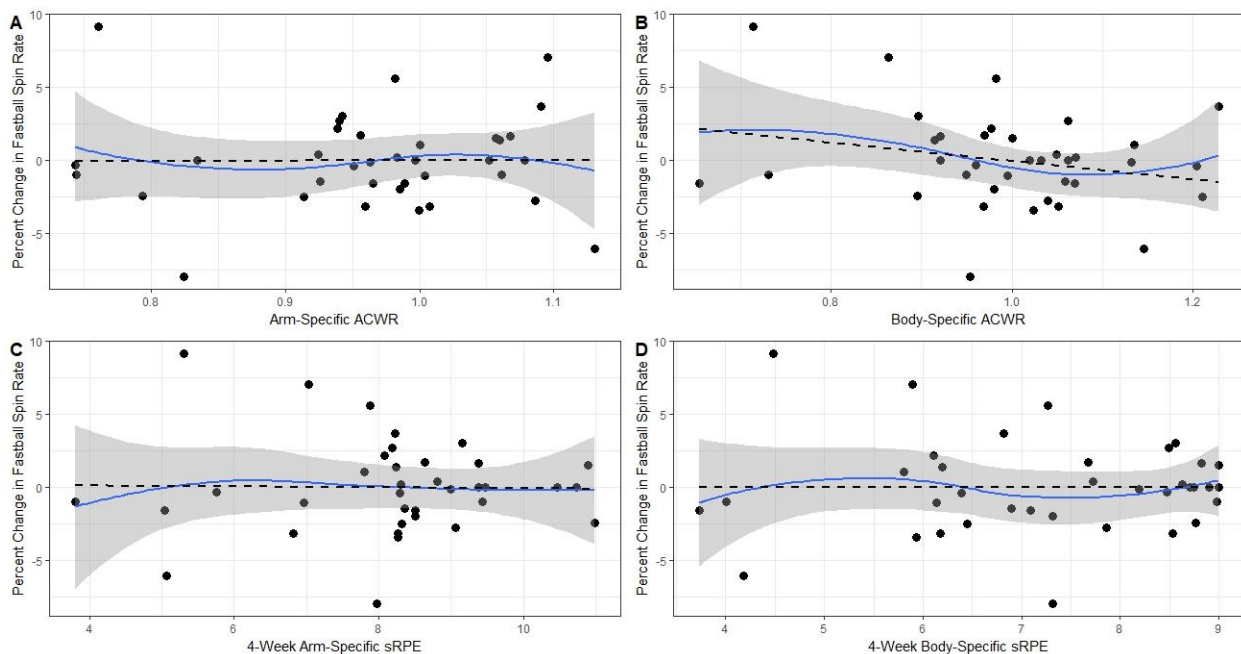 A
B
Percent Change in Fastball Spin Rate
10
5
0
-5
0.8 0.9 1.0 1.1
Arm-Specific ACWR
Percent Change in Fastball Spin Rate
10
5
0
-5
0.8 1.0 1.2
Body-Specific ACWR
C
D
Percent Change in Fastball Spin Rate
10
5
0
-5
4 6 8 10
4-Week Arm-Specific sRPE
Percent Change in Fastball Spin Rate
10
5
0
-5
4 5 6 7 8 9
4-Week Body-Specific sRPE